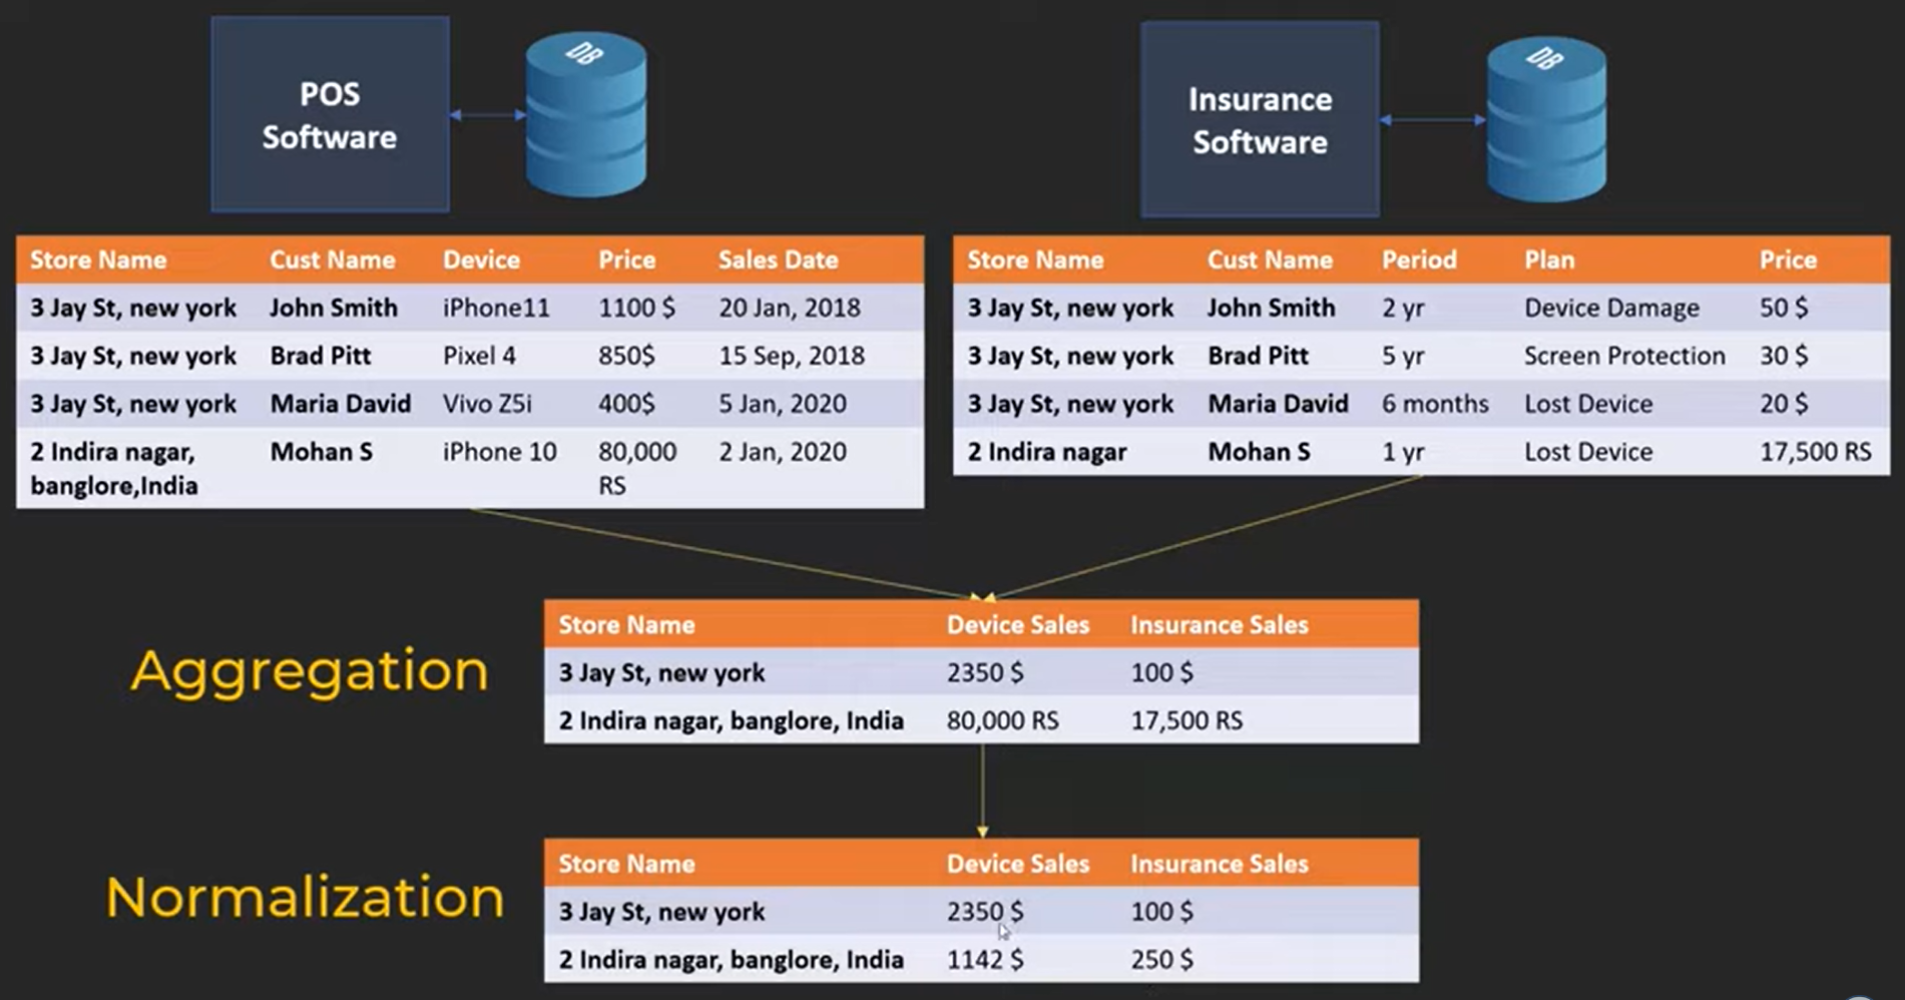 POS
Software
DB
Insurance
Software
DB
Store Name Cust Name Device Price Sales Date
3 Jay St, new york John Smith iPhone11 1100 $ 20 Jan, 2018
3 Jay St, new york Brad Pitt Pixel 4 850$ 15 Sep, 2018
3 Jay St, new york Maria David Vivo Z5i 400$ 5 Jan, 2020
2 Indira nagar, Mohan S iPhone 10 80,000 2 Jan, 2020
banglore,India RS
Store Name Cust Name Period Plan Price
3 Jay St, new york John Smith 2 yr Device Damage 50 $
3 Jay St, new york Brad Pitt 5 yr Screen Protection 30 $
3 Jay St, new york Maria David 6 months Lost Device 20 $
2 Indira nagar Mohan S 1 yr Lost Device 17,500 RS
Aggregation
Store Name Device Sales Insurance Sales
3 Jay St, new york 2350 $ 100 $
2 Indira nagar, banglore, India 80,000 RS 17,500 RS
Normalization
Store Name Device Sales Insurance Sales
3 Jay St, new york 2350 $ 100 $
2 Indira nagar, banglore, India 1142 $ 250 $